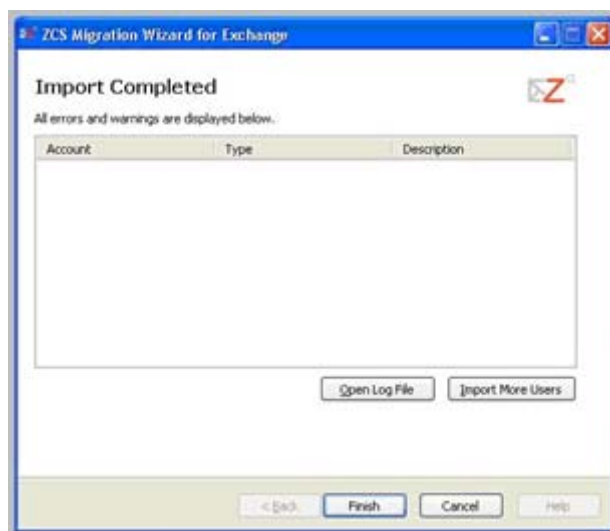 ZCS Migration Wizard for Exchange
Import Completed
Z
All errors and warnings are displayed below.
Account Type Description
Open Log File Import More Users
< Back Finish Cancel Help